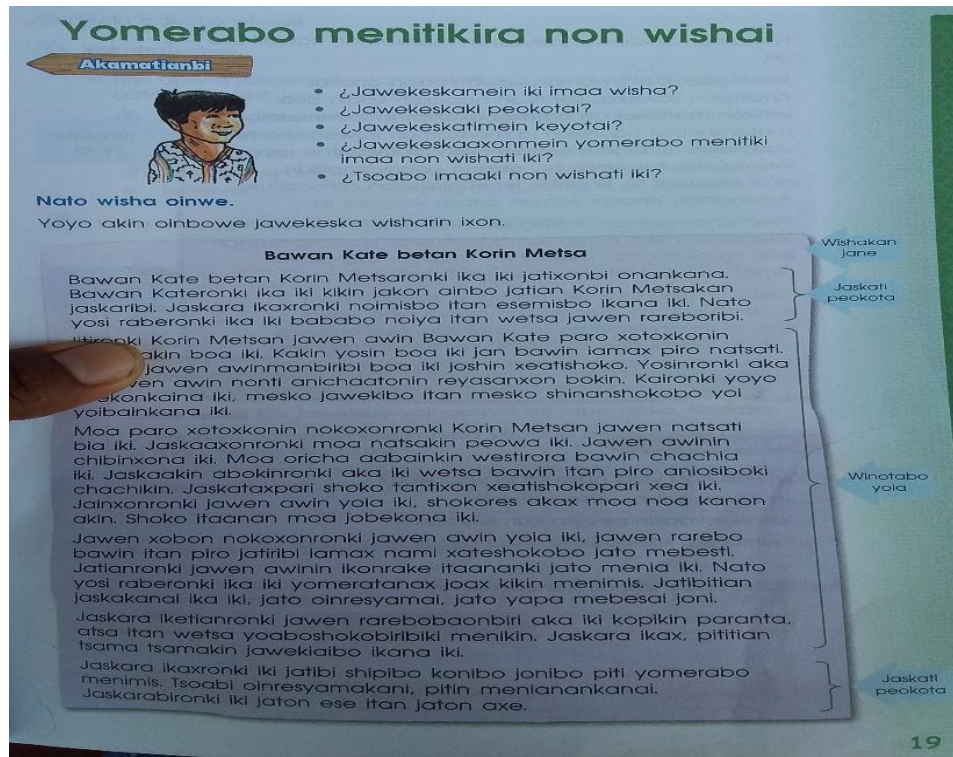 Yomerabo menitikira non wishai
Akamatianbi
• ¿Jawekeskamein iki imaa wisha?
• ¿Jawekeskaki peokotai?
• ¿Jawekeskatimein keyotai?
• ¿Jawekeskaaxonmein yomerabo menitiki
imaa non wishati iki?
• ¿Tsoabo imaaki non wishati iki?
Nato wisha oinwe.
Yoyo akin oinbowe jawekeska wisharin ixon.
Bawan Kate betan Korin Metsa
Wishakan
jane
Bawan Kate betan Korin Metsaronki ika iki jatixonbi onankana.
Bawan Kateronki ika iki kikin jakon ainbo jatian Korin Metsakan
jaskaribi. Jaskara ikaxronki noimisbo itan esemisbo ikana iki. Nato
yosi raberonki ika iki bababo noiya itan wetsa jawen rareboribi.
Jaskati
peokota
Korin Metsan jawen awin Bawan Kate paro xotoxkonin
boa iki. Kakin yosin boa iki jan bawin iamax piro natsati.
jawen awinmanbiribi boa iki joshin xeatishoko. Yosinronki aka
awin nonti anichaatonin reyasanxon bokin. Kaironki yoyo
iki, mesko jawekibo itan mesko shinanshokobo yoi
yoibainkana iki.
Moa paro xotoxkonin nokoxonronki Korin Metsan jawen natsati
bia iki. Jaskaaxonronki moa natsakin peowa iki. Jawen awinin
chibinxona iki. Moa oricha aabainkin westirora bawin chachia
iki. Jaskaakin abokinronki aka iki wetsa bawin itan piro aniosiboki
chachikin. Jaskataxpari shoko tantixon xeatishokopari xea iki.
Jainxonronki jawen awin yoia iki, shokores akax moa noa kanon
akin. Shoko itaanan moa jobekona iki.
Winotabo
yoia
Jawen xobon nokoxonronki jawen awin yoia iki, jawen rarebo
bawin itan piro jatiribi iamax nami xateshokobo jato mebesti.
Jatianronki jawen awinin ikonrake itaananki jato menia iki. Nato
yosi raberonki ika iki yomeratanax joax kikin menimis. Jatibitian
jaskakanai ika iki, jato oinresyamai, jato yapa mebesai joni.
Jaskara iketianronki jawen rarebobaonbiri aka iki kopikin paranta,
atsa itan wetsa yoaboshokobiribiki menikin. Jaskara ikax, pititian
tsama tsamakin jawekiaibo ikana iki.
Jaskara ikaxronki iki jatibi shipibo konibo jonibo piti yomerabo
menimis. Tsoabi oinresyamakani, pitin menianankanai.
Jaskarabironki iki jaton ese itan jaton axe.
Jaskati
peokota
19